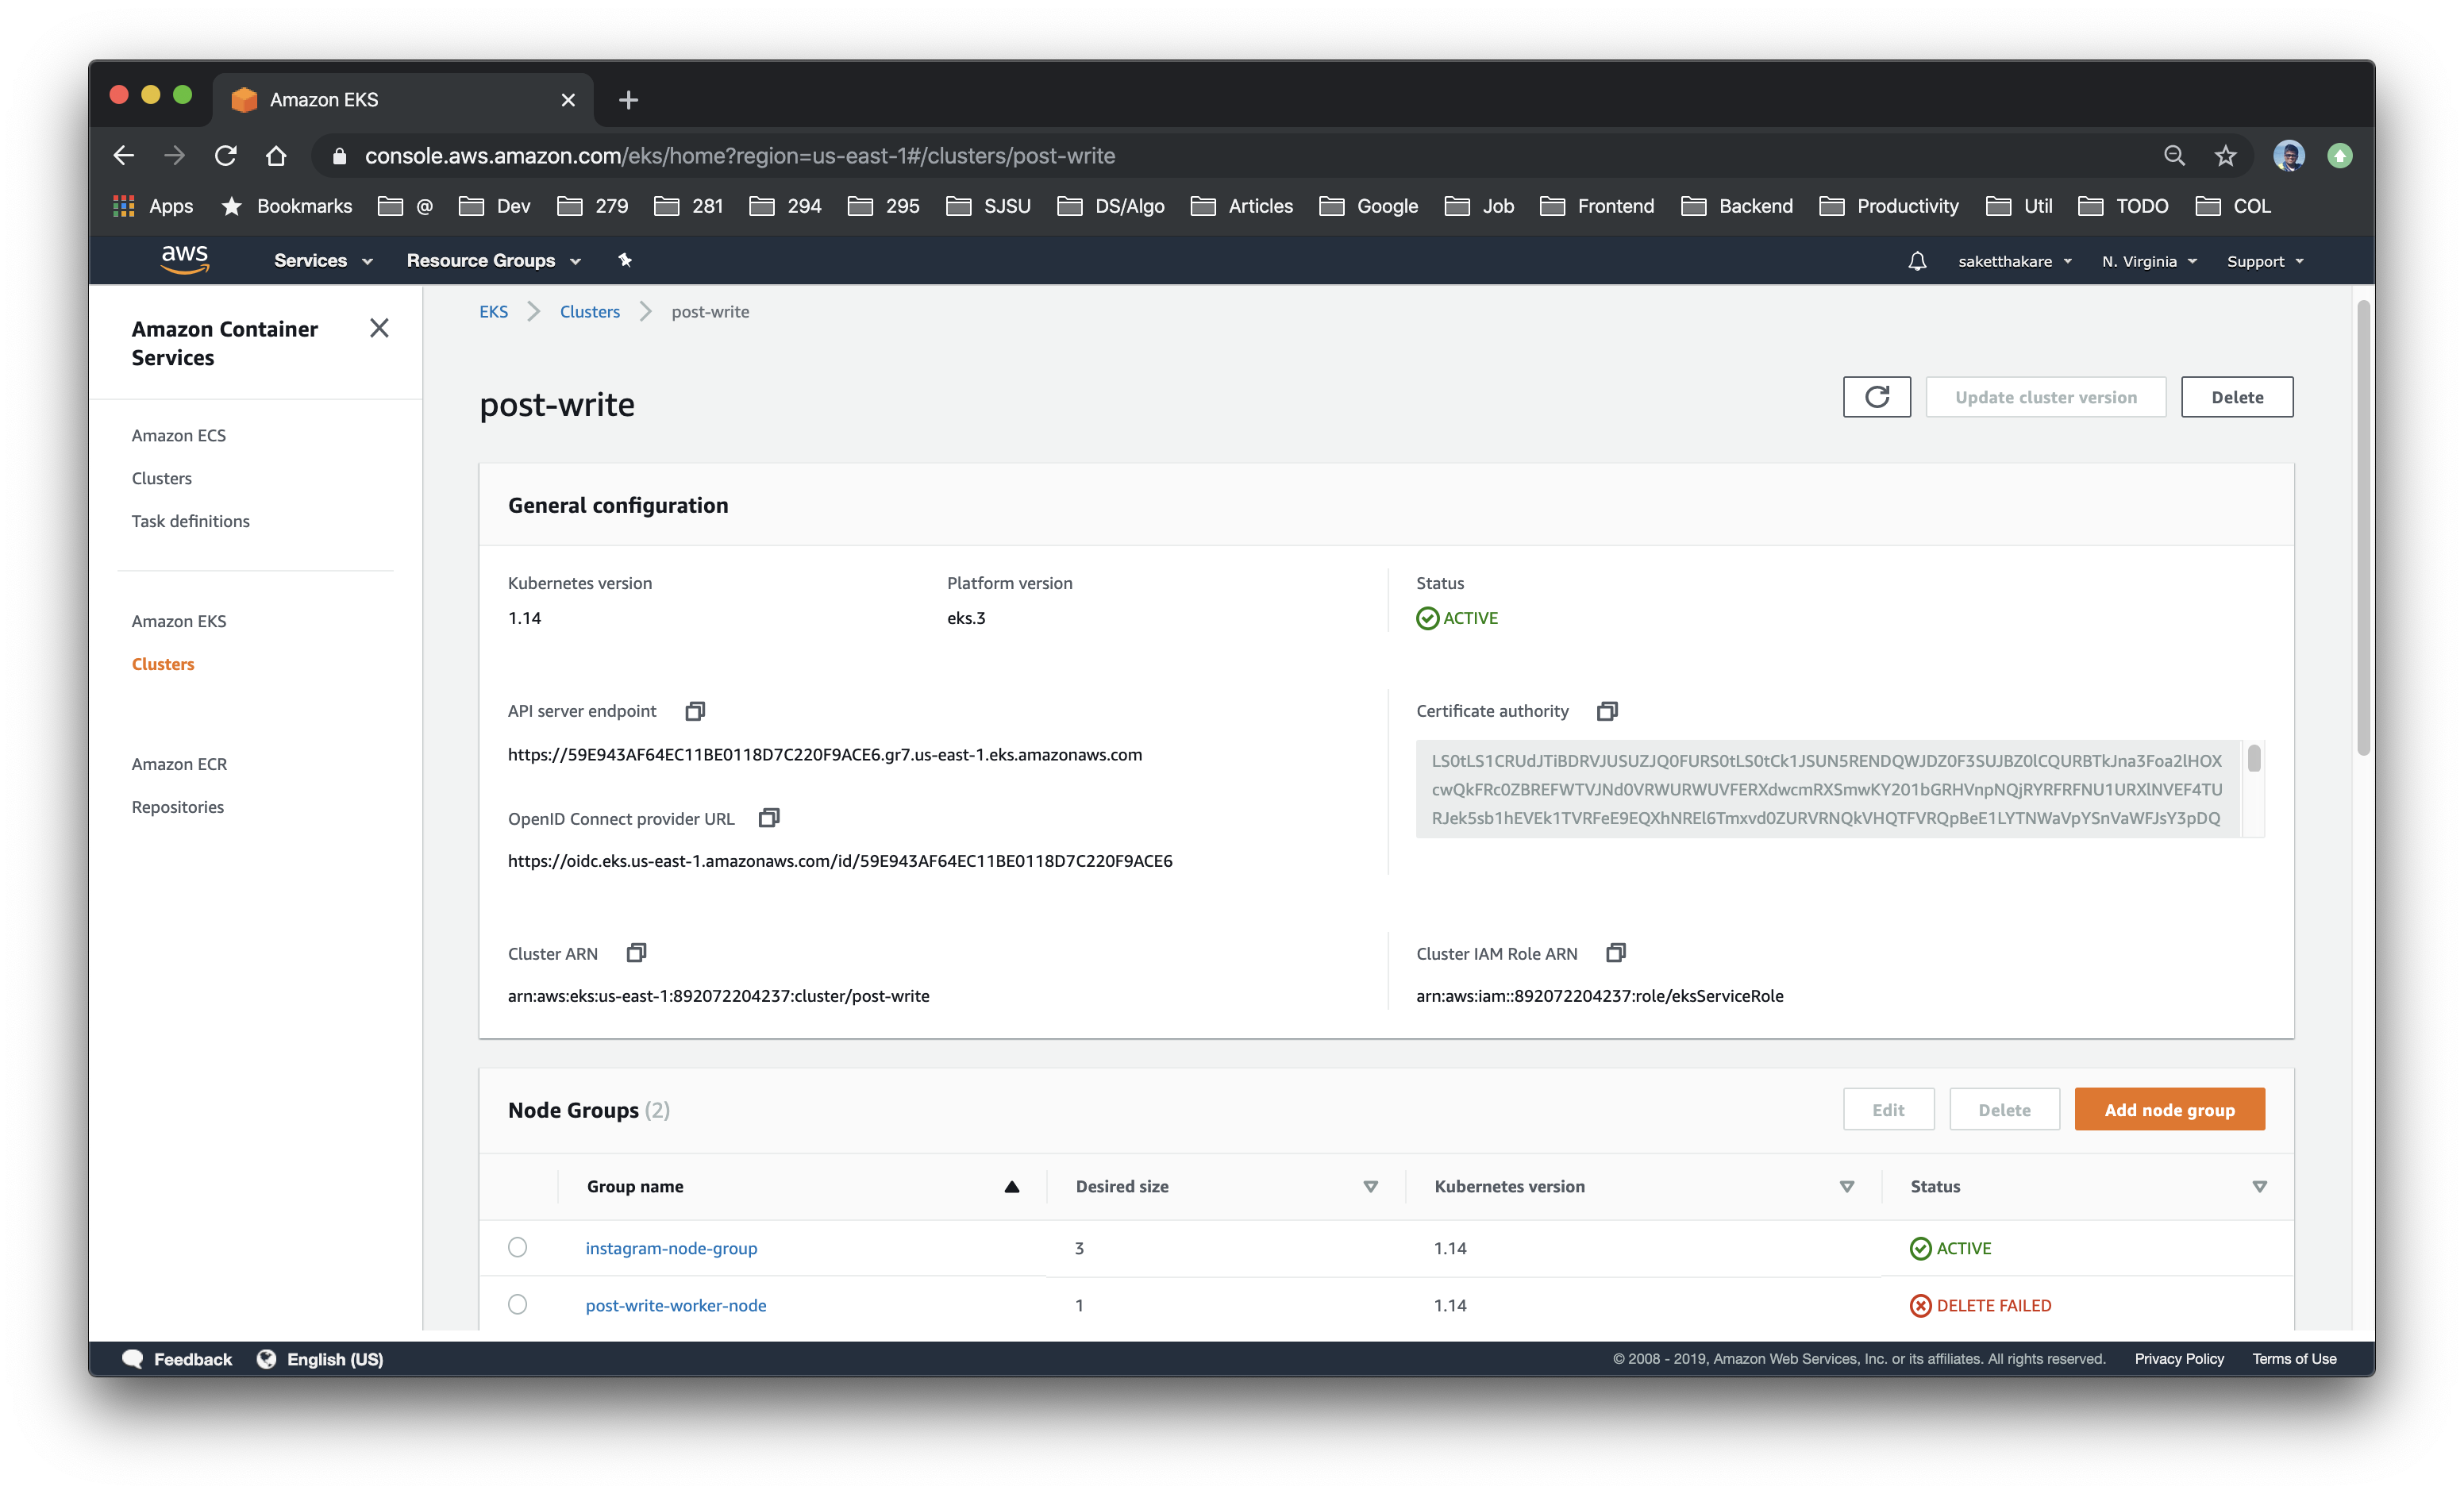 Amazon EKS
console.aws.amazon.com/eks/home?region=us-east-1#/clusters/post-write
Apps Bookmarks @ Dev 279 281 294 295 SJSU DS/Algo Articles Google Job Frontend Backend Productivity Util TODO COL
aws Services Resource Groups saketthakare N. Virginia Support
Amazon Container
Services
Amazon ECS
Clusters
Task definitions
Amazon EKS
Clusters
Amazon ECR
Repositories
EKS Clusters post-write
post-write
Update cluster version Delete
General configuration
Kubernetes version Platform version Status
1.14 eks.3 ACTIVE
API server endpoint
https://59E943AF64EC11BE0118D7C220F9ACE6.gr7.us-east-1.eks.amazonaws.com
OpenID Connect provider URL
https://oidc.eks.us-east-1.amazonaws.com/id/59E943AF64EC11BE0118D7C220F9ACE6
Certificate authority
Cluster ARN
arn:aws:eks:us-east-1:892072204237:cluster/post-write
Cluster IAM Role ARN
arn:aws:iam::892072204237:role/eksServiceRole
Node Groups (2)
Edit Delete Add node group
Group name Desired size Kubernetes version Status
instagram-node-group 3 1.14 ACTIVE
post-write-worker-node 1 1.14 DELETE FAILED
Feedback English (US) © 2008 - 2019, Amazon Web Services, Inc. or its affiliates. All rights reserved. Privacy Policy Terms of Use